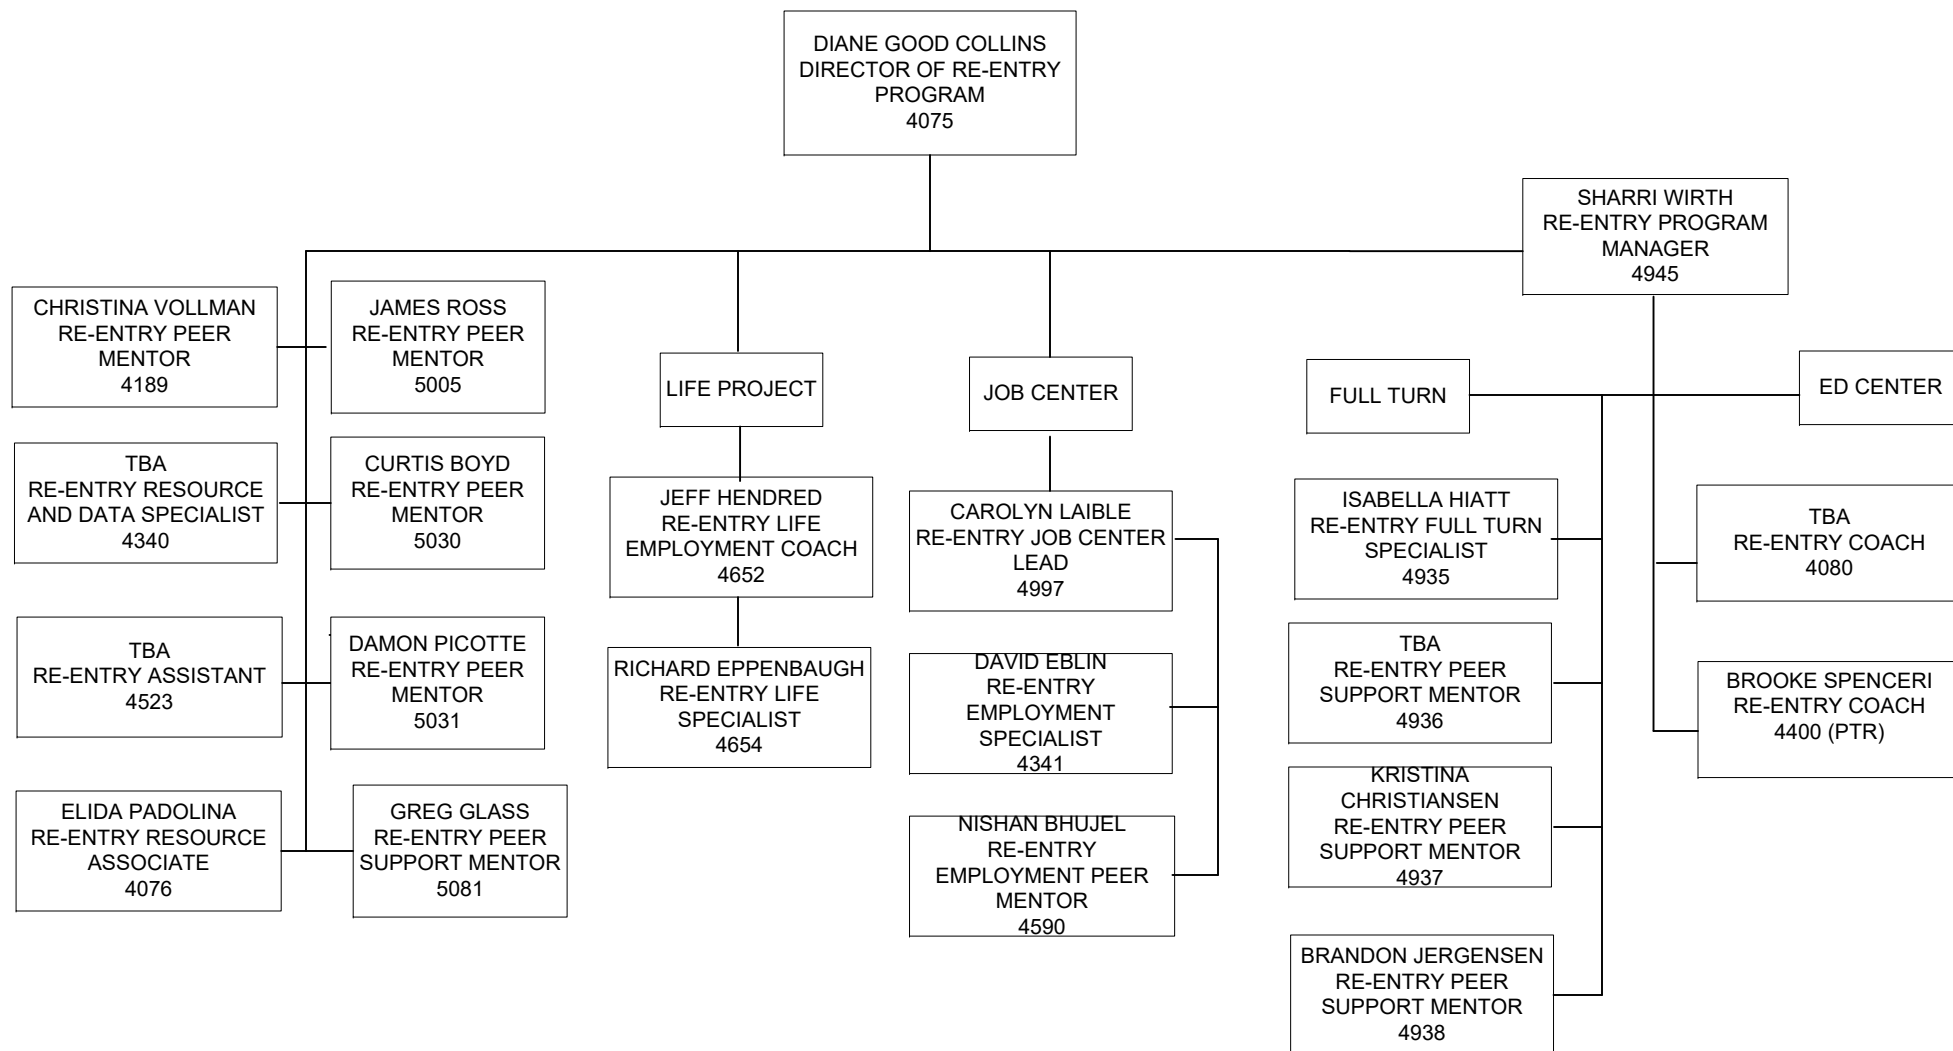 DIANE GOOD COLLINS
DIRECTOR OF RE-ENTRY
PROGRAM
4075
SHARRI WIRTH
RE-ENTRY PROGRAM
MANAGER
4945
CHRISTINA VOLLMAN
RE-ENTRY PEER
MENTOR
4189
JAMES ROSS
RE-ENTRY PEER
MENTOR
5005
TBA
RE-ENTRY RESOURCE
AND DATA SPECIALIST
4340
CURTIS BOYD
RE-ENTRY PEER
MENTOR
5030
TBA
RE-ENTRY ASSISTANT
4523
DAMON PICOTTE
RE-ENTRY PEER
MENTOR
5031
ELIDA PADOLINA
RE-ENTRY RESOURCE
ASSOCIATE
4076
GREG GLASS
RE-ENTRY PEER
SUPPORT MENTOR
5081
LIFE PROJECT
JEFF HENDRED
RE-ENTRY LIFE
EMPLOYMENT COACH
4652
RICHARD EPPENBAUGH
RE-ENTRY LIFE
SPECIALIST
4654
JOB CENTER
CAROLYN LAIBLE
RE-ENTRY JOB CENTER
LEAD
4997
DAVID EBLIN
RE-ENTRY
EMPLOYMENT
SPECIALIST
4341
NISHAN BHUJEL
RE-ENTRY
EMPLOYMENT PEER
MENTOR
4590
FULL TURN
ISABELLA HIATT
RE-ENTRY FULL TURN
SPECIALIST
4935
TBA
RE-ENTRY PEER
SUPPORT MENTOR
4936
KRISTINA
CHRISTIANSEN
RE-ENTRY PEER
SUPPORT MENTOR
4937
BRANDON JERGENSEN
RE-ENTRY PEER
SUPPORT MENTOR
4938
ED CENTER
TBA
RE-ENTRY COACH
4080
BROOKE SPENCERI
RE-ENTRY COACH
4400 (PTR)